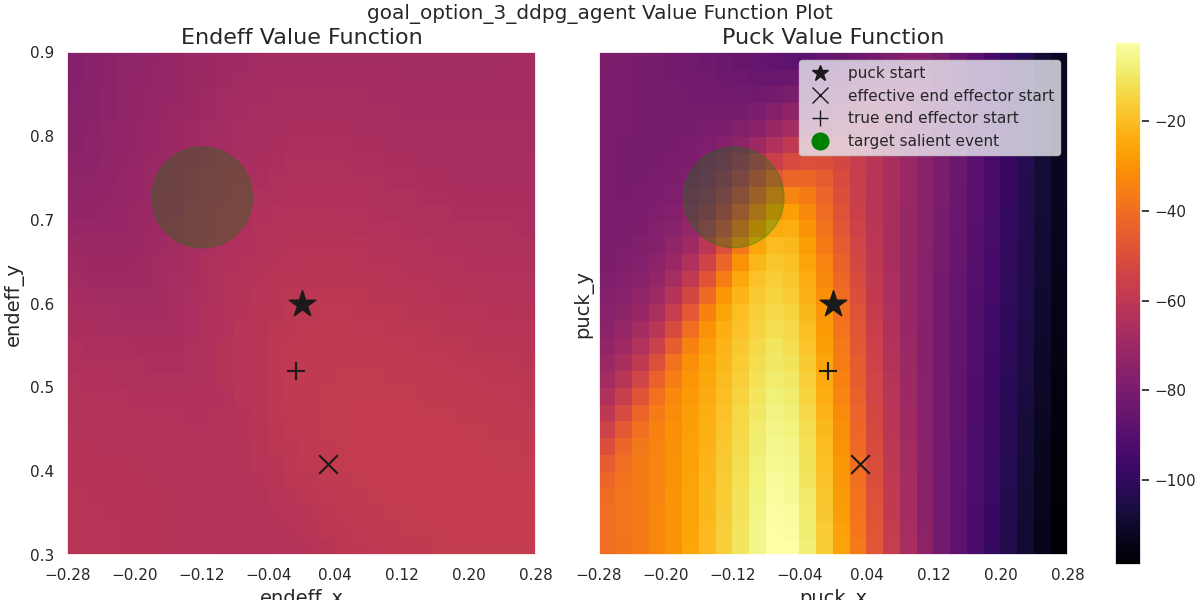 goal_option_3_ddpg_agent Value Function Plot
Endeff Value Function
Puck Value Function
0.9
0.8
0.7
0.6
0.5
0.4
0.3
endeff_y
−0.28 −0.20 −0.12 −0.04 0.04 0.12 0.20 0.28
endeff_x
puck_y
puck start
effective end effector start
true end effector start
target salient event
−0.28 −0.20 −0.12 −0.04 0.04 0.12 0.20 0.28
puck_x
−20
−40
−60
−80
−100